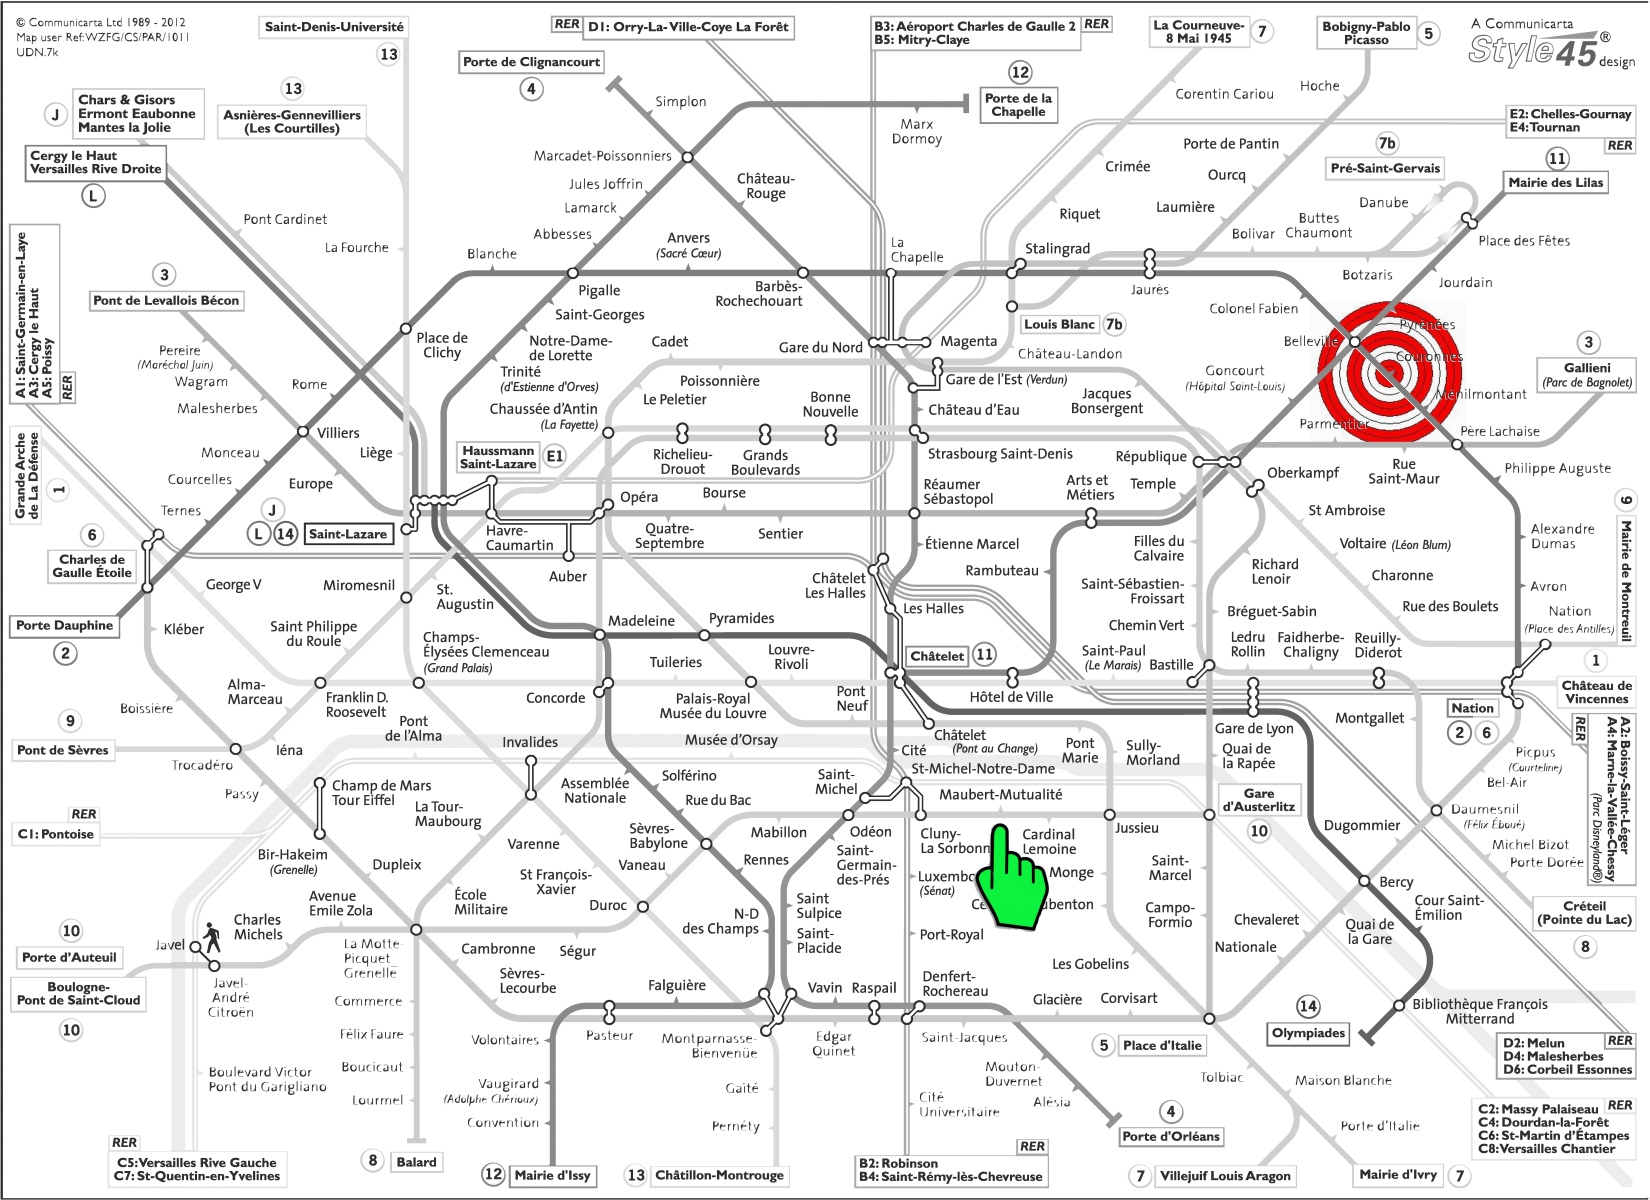 © Communicarta Ltd 1989 - 2012
Map user Ref:WZFG/CS/PAR/1011
UDN.7k
Saint-Denis-Université
13
RER
D1: Orry-La-Ville-Coye La Forêt
B3: Aéroport Charles de Gaulle 2
B5: Mitry-Claye
RER
La Courneuve-
8 Mai 1945
7
Bobigny-Pablo
Picasso
5
A Communicarta
Style 45®
design
Porte de Clignancourt
4
12
Porte de la
Chapelle
Marx
Dormoy
Simplon
Corentin Cariou
Hoche
E2: Chelles-Gournay
E4: Tournan
RER
J
Chars & Gisors
Ermont Eaubonne
Mantes la Jolie
13
Asnières-Gennevilliers
(Les Courtilles)
Cergy le Haut
Versailles Rive Droite
L
Marcadet-Poissonniers
Jules Joffrin
Lamarck
Abbesses
Château-
Rouge
Crimée
Porte de Pantin
Ourcq
Laumière
Riquet
7b
Pré-Saint-Gervais
11
Mairie des Lilas
Danube
Buttes
Chaumont
Bolivar
Place des Fêtes
Botzaris
Jourdain
Pont Cardinet
La Fourche
Blanche
Anvers
(Sacré Cœur)
La
Chapelle
Stalingrad
Jaurès
Colonel Fabien
A1: Saint-Germain-en-Laye
A3: Cergy le Haut
A5: Poissy
RER
3
Pont de Levallois Bécon
Pigalle
Saint-Georges
Barbès-
Rochechouart
Louis Blanc
7b
Château-Landon
Belleville
Pyrénées
Couronnes
Ménilmontant
Parmentier
Père Lachaise
3
Gallieni
(Parc de Bagnolet)
Place de
Clichy
Notre-Dame-
de Lorette
Trinité
(d'Estienne d'Orves)
Chaussée d'Antin
(La Fayette)
Cadet
Poissonnière
Le Peletier
Gare du Nord
Magenta
Gare de l'Est (Verdun)
Château d'Eau
Jacques
Bonsergent
Goncourt
(Hôpital Saint-Louis)
Pereire
(Maréchal Juin)
Wagram
Malesherbes
Rome
Villiers
Monceau
Courcelles
Ternes
Europe
Liège
Haussmann
Saint-Lazare
E1
Bonne
Nouvelle
Richelieu-
Drouot
Grands
Boulevards
Strasbourg Saint-Denis
République
Oberkampf
Rue
Saint-Maur
Philippe Auguste
Grande Arche
de La Défense
1
6
Charles de
Gaulle Étoile
J
L
14
Saint-Lazare
Havre-
Caumartin
Opéra
Bourse
Quatre-
Septembre
Sentier
Auber
Réaumer
Sébastopol
Arts et
Métiers
Temple
St Ambroise
Voltaire (Léon Blum)
Charonne
Rue des Boulets
Alexandre
Dumas
Avron
Nation
(Place des Antilles)
9
Mairie de Montreuil
Étienne Marcel
Rambuteau
Filles du
Calvaire
Saint-Sébastien-
Froissart
Chemin Vert
Richard
Lenoir
Bréguet-Sabin
Ledru
Rollin
Faidherbe-
Chaligny
Reuilly-
Diderot
Porte Dauphine
2
George V
Kléber
Miromesnil
St.
Augustin
Saint Philippe
du Roule
Champs-
Élysées Clemenceau
(Grand Palais)
Madeleine
Pyramides
Châtelet
Les Halles
Les Halles
Châtelet
11
Saint-Paul
(Le Marais)
Bastille
1
Château de
Vincennes
Tuileries
Louvre-
Rivoli
Concorde
Palais-Royal
Musée du Louvre
Pont
Neuf
Hôtel de Ville
Montgallet
Nation
2
6
Boissière
Alma-
Marceau
Franklin D.
Roosevelt
Pont
de l'Alma
9
Pont de Sèvres
Iéna
Trocadéro
Passy
Invalides
Musée d'Orsay
Châtelet
(Pont au Change)
Cité
Pont
Marie
Sully-
Morland
Gare de Lyon
Quai de
la Rapée
RER
A2: Boissy-Saint-Léger
A4: Marne-la-Vallée-Chessy
(Parc Disneyland®)
Picpus
(Courteline)
Bel-Air
Daumesnil
(Félix Éboué)
Michel Bizot
Porte Dorée
Champ de Mars
Tour Eiffel
La Tour-
Maubourg
Assemblée
Nationale
Solférino
Rue du Bac
Saint-
Michel
St-Michel-Notre-Dame
Maubert-Mutualité
Gare
d'Austerlitz
10
Dugommier
RER
C1: Pontoise
Bir-Hakeim
(Grenelle)
Dupleix
Varenne
Sèvres-
Babylone
Mabillon
Odéon
Cluny-
La Sorbonn
Cardinal
Lemoine
Jussieu
Vaneau
Rennes
Saint-
Germain-
des-Prés
Luxembo
(Sénat)
Monge
Ce
ubenton
Saint-
Marcel
Bercy
Cour Saint-
Émilion
Créteil
(Pointe du Lac)
8
Avenue
Emile Zola
École
Militaire
St François-
Xavier
Duroc
N-D
des Champs
Saint
Sulpice
Saint-
Placide
Port-Royal
Campo-
Formio
Chevaleret
Nationale
Quai de
la Gare
10
Porte d'Auteuil
Boulogne-
Pont de Saint-Cloud
10
Javel
Charles
Michels
Javel-
André
Citroën
La Motte-
Picquet
Grenelle
Cambronne
Ségur
Sèvres-
Lecourbe
Falguière
Vavin
Raspail
Denfert-
Rochereau
Les Gobelins
Glacière
Corvisart
14
Olympiades
Bibliothèque François
Mitterrand
Commerce
Félix Faure
Boucicaut
Lourmel
Volontaires
Pasteur
Montparnasse-
Bienvenüe
Edgar
Quinet
Saint-Jacques
5
Place d'Italie
Mouton-
Duvernet
Alésia
Tolbiac
Maison Blanche
Porte d'Italie
D2: Melun
D4: Malesherbes
D6: Corbeil Essonnes
RER
Boulevard Victor
Pont du Garigliano
Vaugirard
(Adolphe Chérioux)
Convention
Gaîté
Pernéty
Cité
Universitaire
4
Porte d'Orléans
C2: Massy Palaiseau
C4: Dourdan-la-Forêt
C6: St-Martin d'Étampes
C8: Versailles Chantier
RER
RER
C5:Versailles Rive Gauche
C7: St-Quentin-en-Yvelines
8
Balard
12
Mairie d'Issy
13
Châtillon-Montrouge
RER
B2: Robinson
B4: Saint-Rémy-lès-Chevreuse
7
Villejuif Louis Aragon
Mairie d'Ivry
7